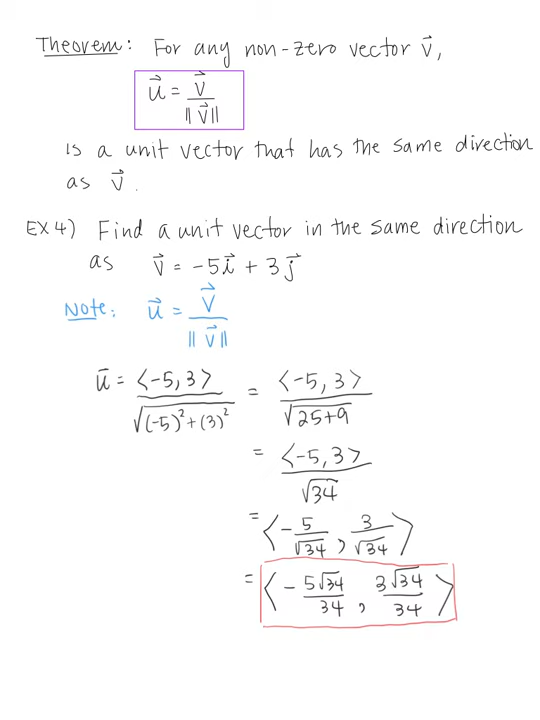 Theorem: For any non-zero vector v⃗,
u⃗ = v⃗ / ‖v⃗‖
is a unit vector that has the same direction
as v⃗.
EX 4) Find a unit vector in the same direction
as v⃗ = -5i⃗ + 3j⃗
Note: u⃗ = v⃗ / ‖v⃗‖
u⃗ = <-5, 3> / √((-5)² + (3)²) = <-5, 3> / √(25+9)
= <-5, 3> / √34
= <-5/√34, 3/√34>
= <-5√34/34, 3√34/34>